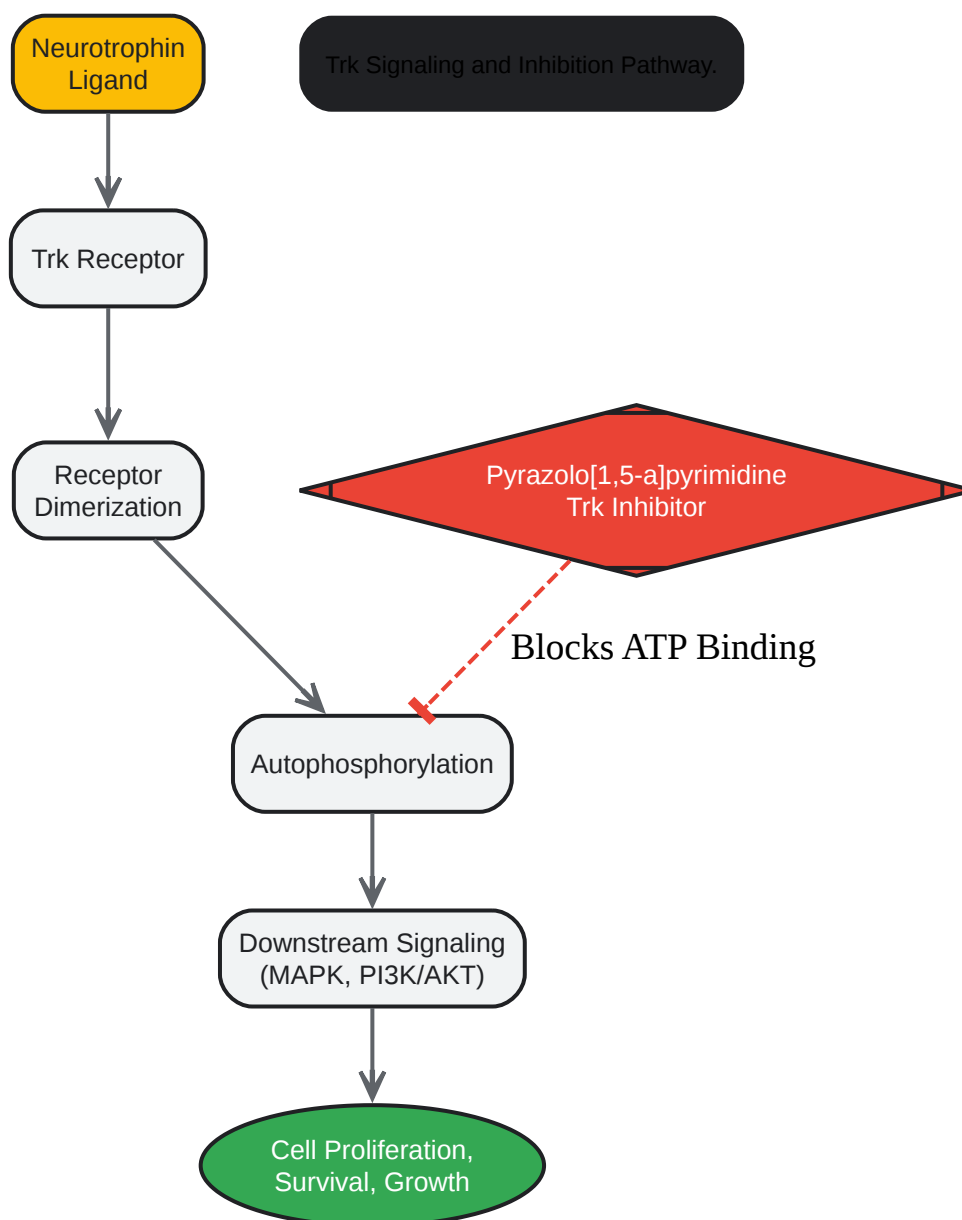 Neurotrophin
Ligand
Trk Signaling and Inhibition Pathway.
Trk Receptor
Receptor
Dimerization
Pyrazolo[1,5-a]pyrimidine
Trk Inhibitor
Blocks ATP Binding
Autophosphorylation
Downstream Signaling
(MAPK, PI3K/AKT)
Cell Proliferation,
Survival, Growth